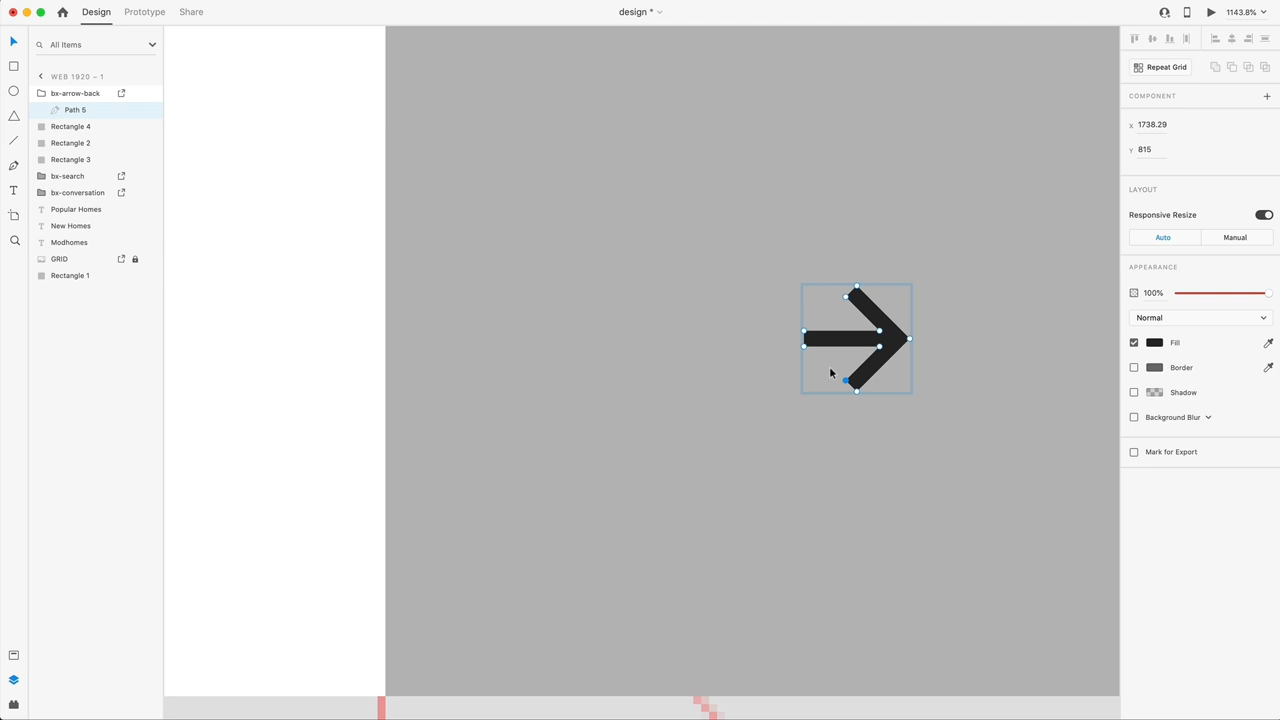 Design
Prototype
Share
design *
1143.8%
All Items
WEB 1920 – 1
bx-arrow-back
Path 5
Rectangle 4
Rectangle 2
Rectangle 3
bx-search
bx-conversation
Popular Homes
New Homes
Modhomes
GRID
Rectangle 1
Repeat Grid
COMPONENT
X 1738.29
Y 815
LAYOUT
Responsive Resize
Auto Manual
APPEARANCE
100%
Normal
Fill
Border
Shadow
Background Blur
Mark for Export